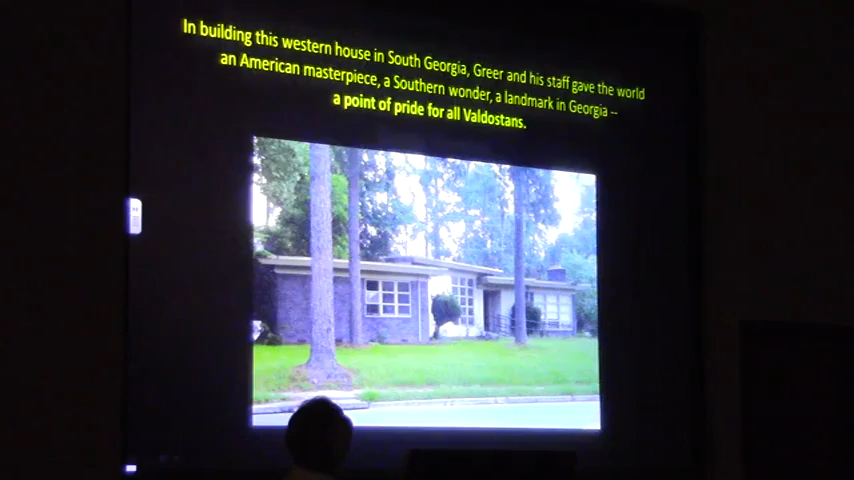 In building this western house in South Georgia, Greer and his staff gave the world
an American masterpiece, a Southern wonder, a landmark in Georgia --
a point of pride for all Valdostans.